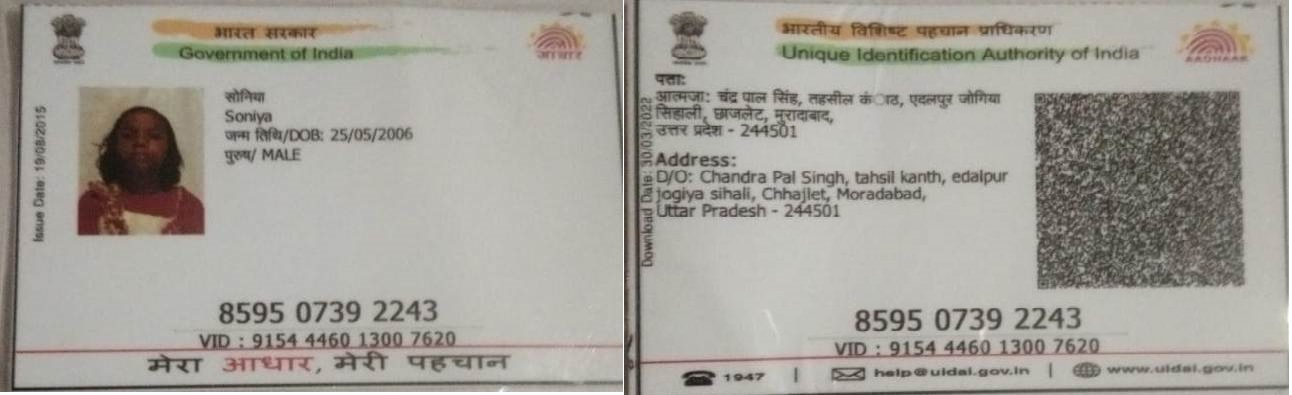 भारत सरकार
Government of India
आधार
Issue Date: 19/08/2015
सोनिया
Soniya
जन्म तिथि/DOB: 25/05/2006
पुरुष/ MALE
8595 0739 2243
VID : 9154 4460 1300 7620
मेरा आधार, मेरी पहचान
भारतीय विशिष्ट पहचान प्राधिकरण
Unique Identification Authority of India
AADHAAR
Download Date: 30/03/2022
पता:
आत्मजा: चंद्र पाल सिंह, तहसील कंाठ, एदलपुर जोगिया
सिहाली, छाजलेट, मुरादाबाद,
उत्तर प्रदेश - 244501
Address:
D/O: Chandra Pal Singh, tahsil kanth, edalpur
jogiya sihali, Chhajlet, Moradabad,
Uttar Pradesh - 244501
8595 0739 2243
VID : 9154 4460 1300 7620
1947 | help@uidai.gov.in | www.uidai.gov.in